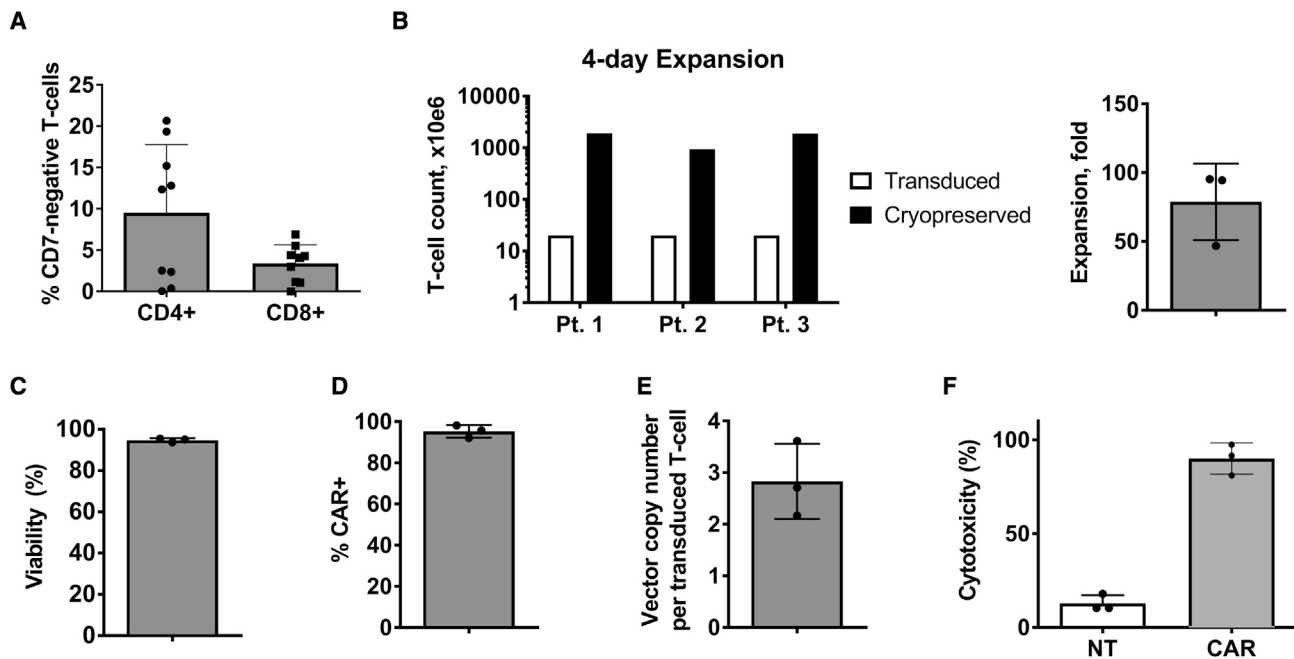 A
% CD7-negative T-cells
25
20
15
10
5
0
CD4+ CD8+
B
4-day Expansion
T-cell count, x10e6
10000
1000
100
10
1
Pt. 1 Pt. 2 Pt. 3
Transduced
Cryopreserved
Expansion, fold
150
100
50
0
C
Viability (%)
100
80
60
40
20
0
D
% CAR+
100
80
60
40
20
0
E
Vector copy number
per transduced T-cell
4
3
2
1
0
F
Cytotoxicity (%)
100
50
0
NT CAR